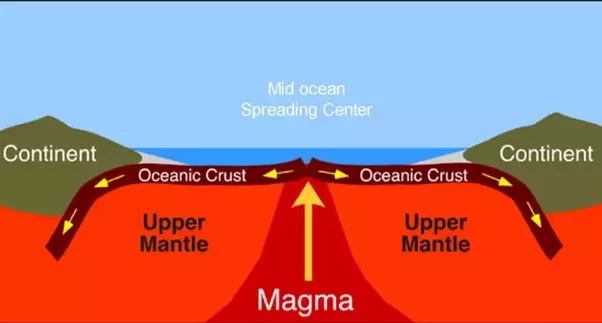 Mid ocean
Spreading Center
Continent
Continent
Oceanic Crust
Oceanic Crust
Upper
Mantle
Upper
Mantle
Magma